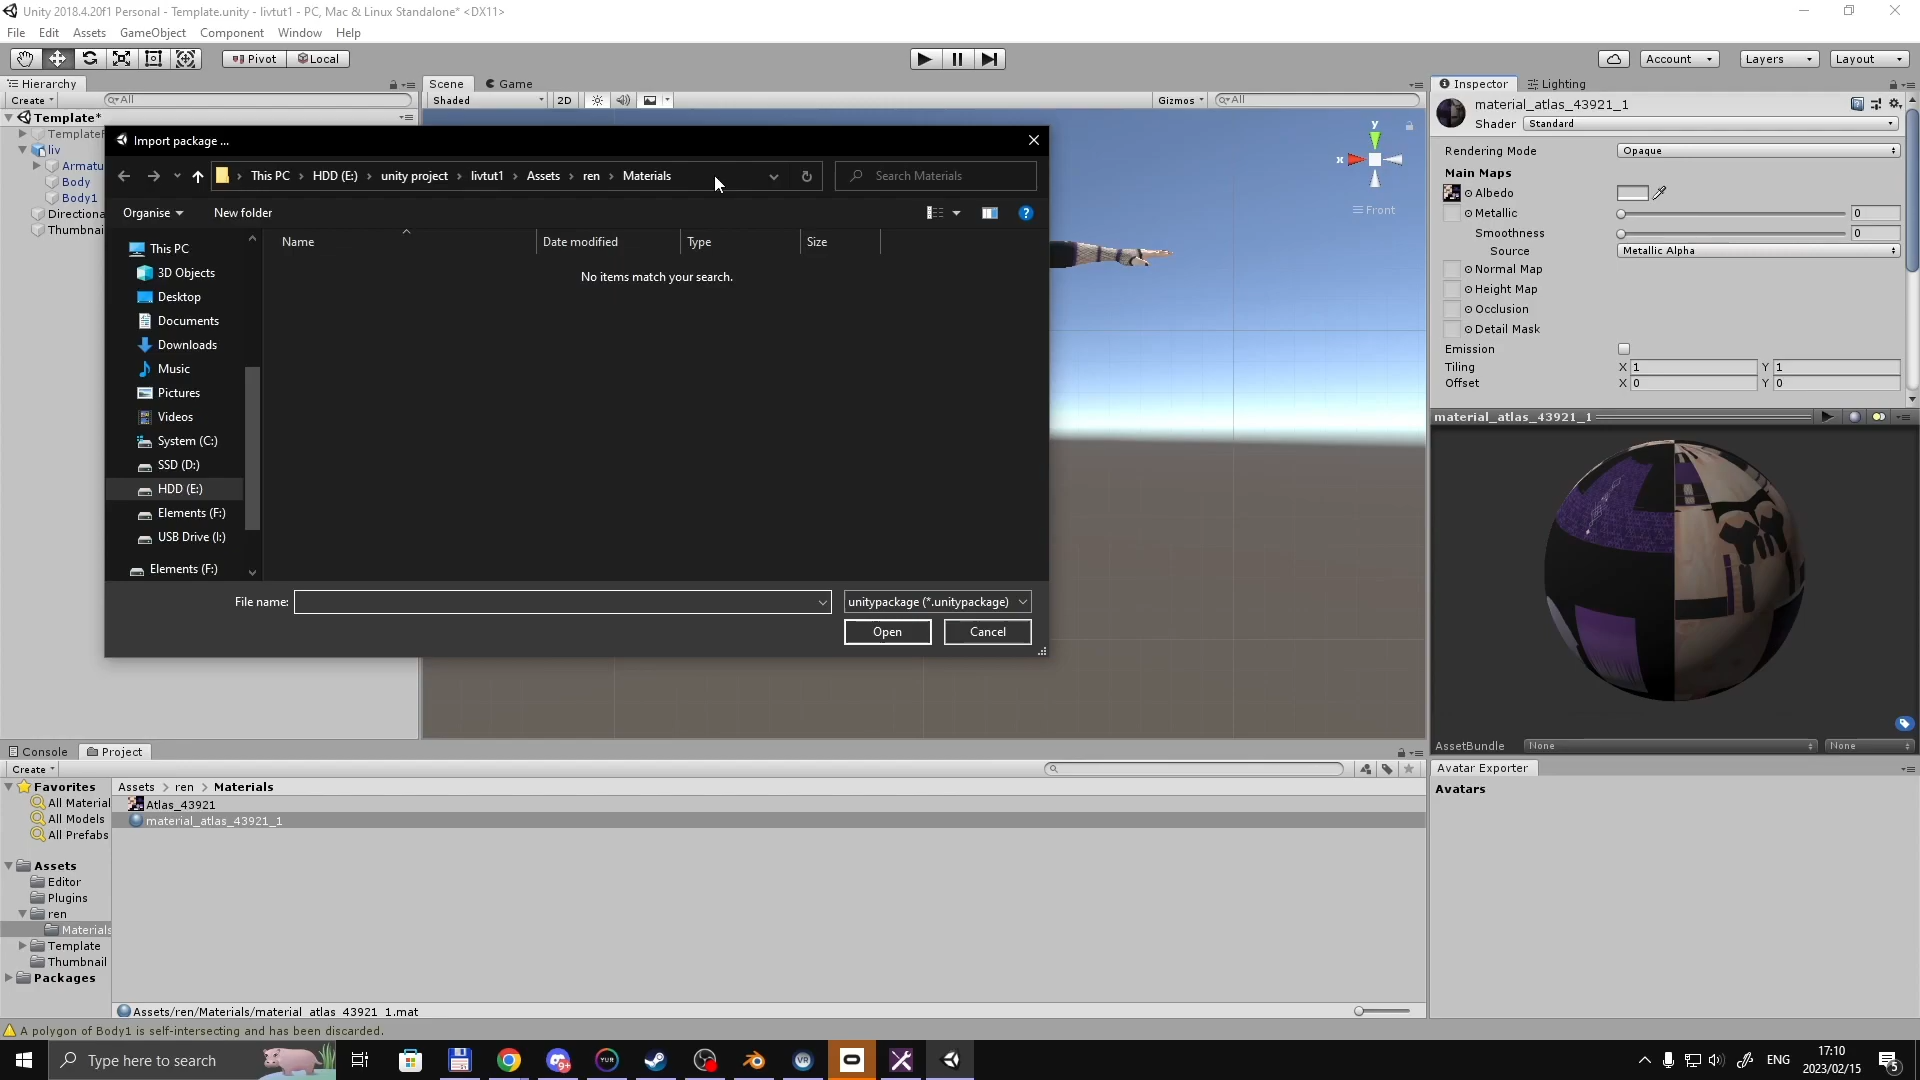 Unity 2018.4.20f1 Personal - Template.unity - livtut1 - PC, Mac & Linux Standalone* <DX11>
File Edit Assets GameObject Component Window Help
Pivot Local
Account Layers Layout
Hierarchy Scene Game Inspector Lighting
Create All Shaded 2D Gizmos All
Template*
liv
Armatu
Body
Body1
Directiona
Thumbnai
Import package ...
This PC HDD (E:) unity project livtut1 Assets ren Materials
Search Materials
Organise New folder
Name Date modified Type Size
No items match your search.
This PC
3D Objects
Desktop
Documents
Downloads
Music
Pictures
Videos
System (C:)
SSD (D:)
HDD (E:)
Elements (F:)
USB Drive (I:)
Elements (F:)
File name: unitypackage (*.unitypackage)
Open Cancel
y
x
Front
material_atlas_43921_1
Shader Standard
Rendering Mode Opaque
Main Maps
Albedo
Metallic 0
Smoothness 0
Source Metallic Alpha
Normal Map
Height Map
Occlusion
Detail Mask
Emission
Tiling X 1 Y 1
Offset X 0 Y 0
material_atlas_43921_1
AssetBundle None None
Avatar Exporter
Avatars
Console Project
Create
Favorites
All Material
All Models
All Prefabs
Assets
Editor
Plugins
ren
Materials
Template
Thumbnail
Packages
Assets ren Materials
Atlas_43921
material_atlas_43921_1
Assets/ren/Materials/material_atlas_43921_1.mat
A polygon of Body1 is self-intersecting and has been discarded.
Type here to search
9+
YUR
VR
ENG
17:10
2023/02/15
5